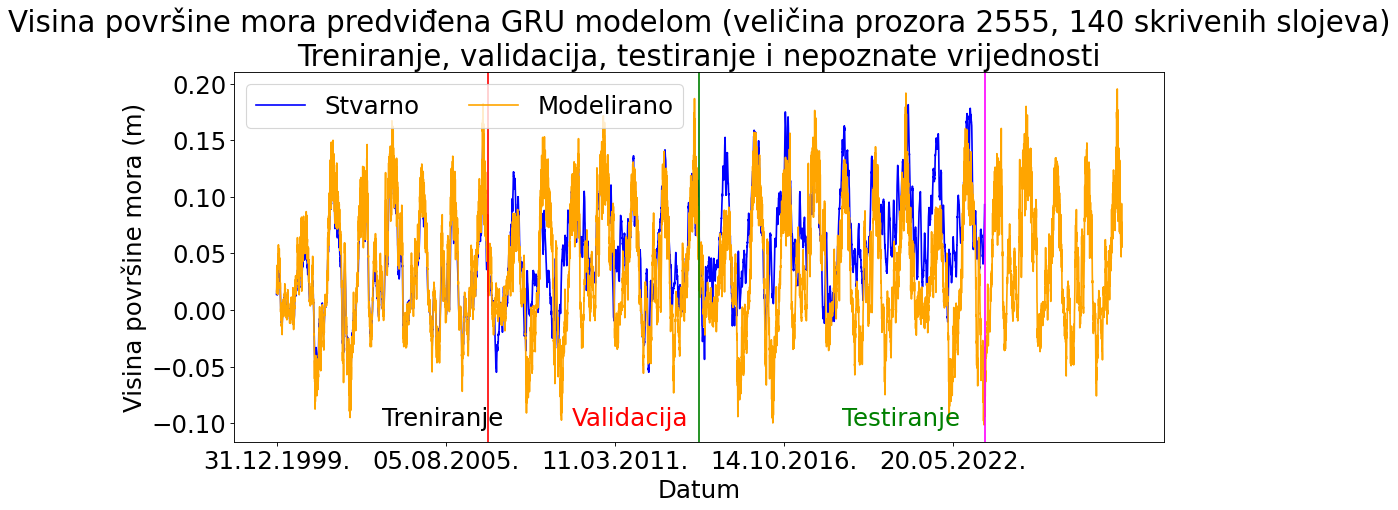 Visina površine mora predviđena GRU modelom (veličina prozora 2555, 140 skrivenih slojeva)
Treniranje, validacija, testiranje i nepoznate vrijednosti
Stvarno
Modelirano
Visina površine mora (m)
0.20
0.15
0.10
0.05
0.00
−0.05
−0.10
Treniranje
Validacija
Testiranje
31.12.1999. 05.08.2005. 11.03.2011. 14.10.2016. 20.05.2022.
Datum